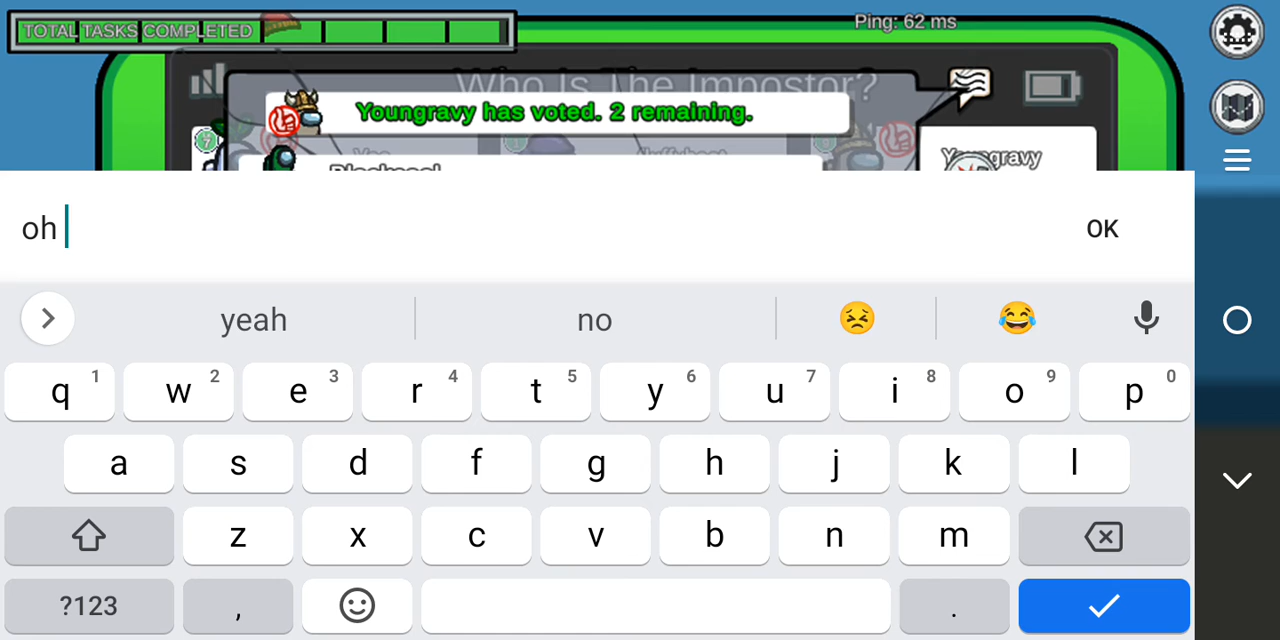 TOTAL TASKS COMPLETED
Ping: 62 ms
Who Is The Impostor?
Youngravy has voted. 2 remaining.
Youngravy
oh
OK
yeah no
q 1 w 2 e 3 r 4 t 5 y 6 u 7 i 8 o 9 p 0
a s d f g h j k l
z x c v b n m
?123 , .